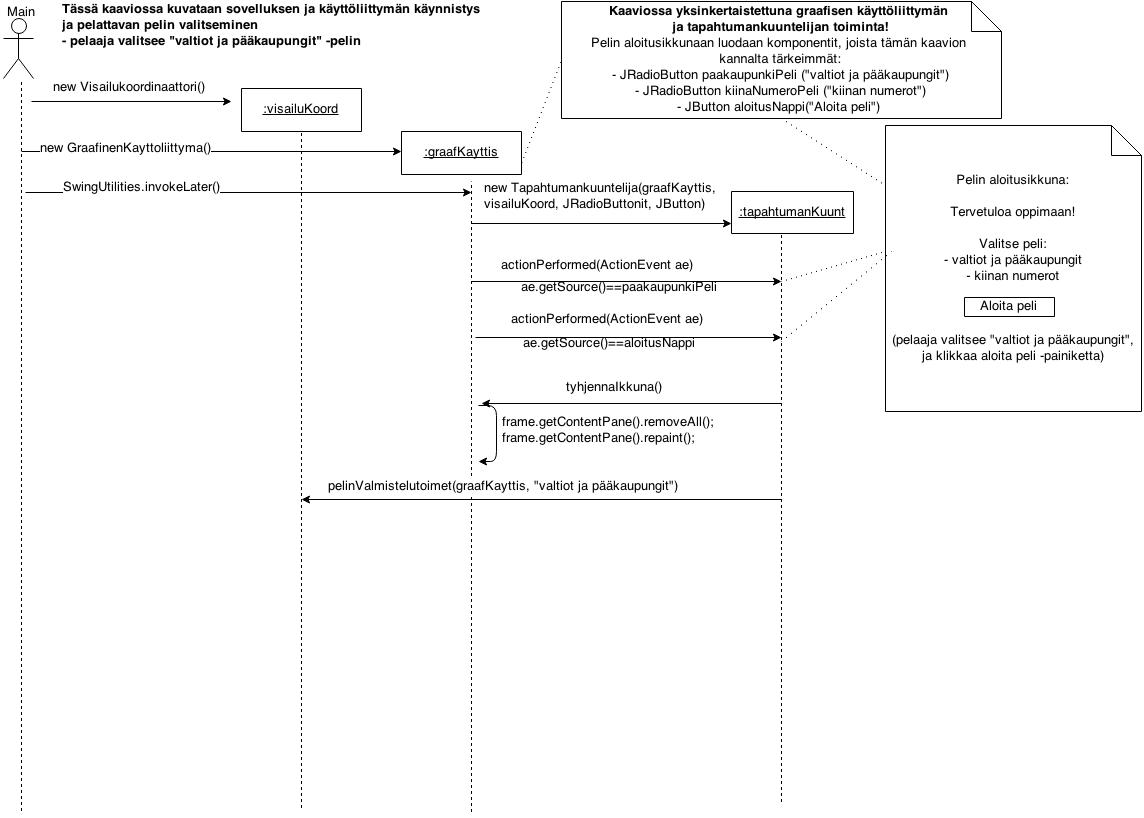 Main
Tässä kaaviossa kuvataan sovelluksen ja käyttöliittymän käynnistys
ja pelattavan pelin valitseminen
- pelaaja valitsee "valtiot ja pääkaupungit" -pelin
Kaaviossa yksinkertaistettuna graafisen käyttöliittymän
ja tapahtumankuuntelijan toiminta!
Pelin aloitusikkunaan luodaan komponentit, joista tämän kaavion
kannalta tärkeimmät:
- JRadioButton paakaupunkiPeli ("valtiot ja pääkaupungit")
- JRadioButton kiinaNumeroPeli ("kiinan numerot")
- JButton aloitusNappi("Aloita peli")
new Visailukoordinaattori()
:visailuKoord
new GraafinenKayttoliittyma()
:graafKayttis
SwingUtilities.invokeLater()
new Tapahtumankuuntelija(graafKayttis,
visailuKoord, JRadioButtonit, JButton)
:tapahtumanKuunt
Pelin aloitusikkuna:
Tervetuloa oppimaan!
Valitse peli:
- valtiot ja pääkaupungit
- kiinan numerot
Aloita peli
(pelaaja valitsee "valtiot ja pääkaupungit",
ja klikkaa aloita peli -painiketta)
actionPerformed(ActionEvent ae)
ae.getSource()==paakaupunkiPeli
actionPerformed(ActionEvent ae)
ae.getSource()==aloitusNappi
tyhjennaIkkuna()
frame.getContentPane().removeAll();
frame.getContentPane().repaint();
pelinValmistelutoimet(graafKayttis, "valtiot ja pääkaupungit")